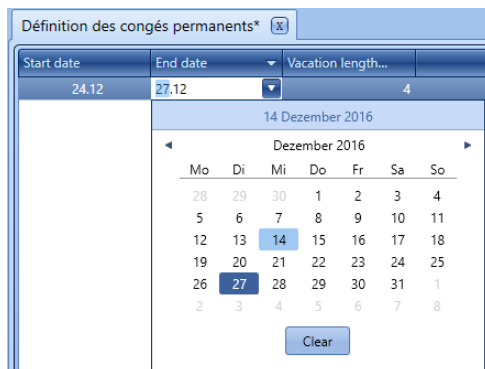 Définition des congés permanents* x
Start date End date Vacation length...
24.12 27.12 4
14 Dezember 2016
Dezember 2016
Mo Di Mi Do Fr Sa So
28 29 30 1 2 3 4
5 6 7 8 9 10 11
12 13 14 15 16 17 18
19 20 21 22 23 24 25
26 27 28 29 30 31 1
2 3 4 5 6 7 8
Clear